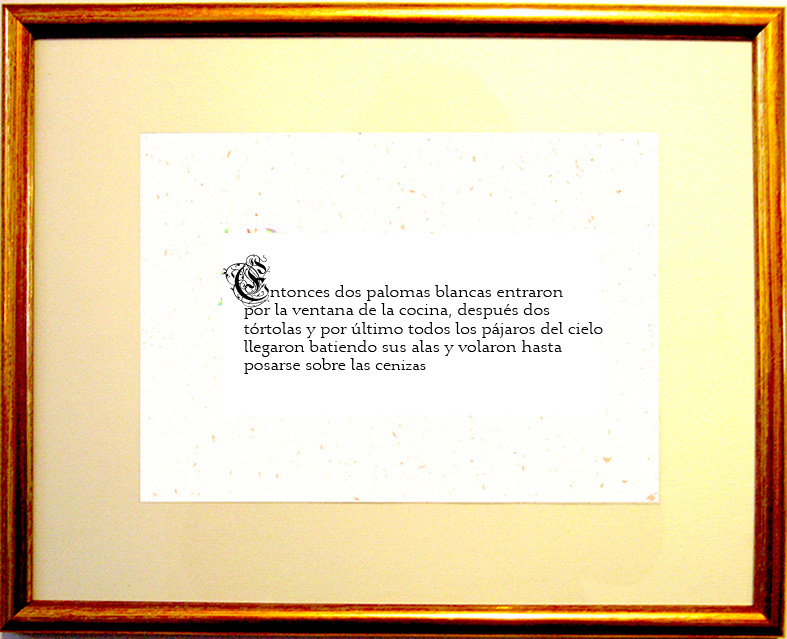 Entonces dos palomas blancas entraron
por la ventana de la cocina, después dos
tórtolas y por último todos los pájaros del cielo
llegaron batiendo sus alas y volaron hasta
posarse sobre las cenizas